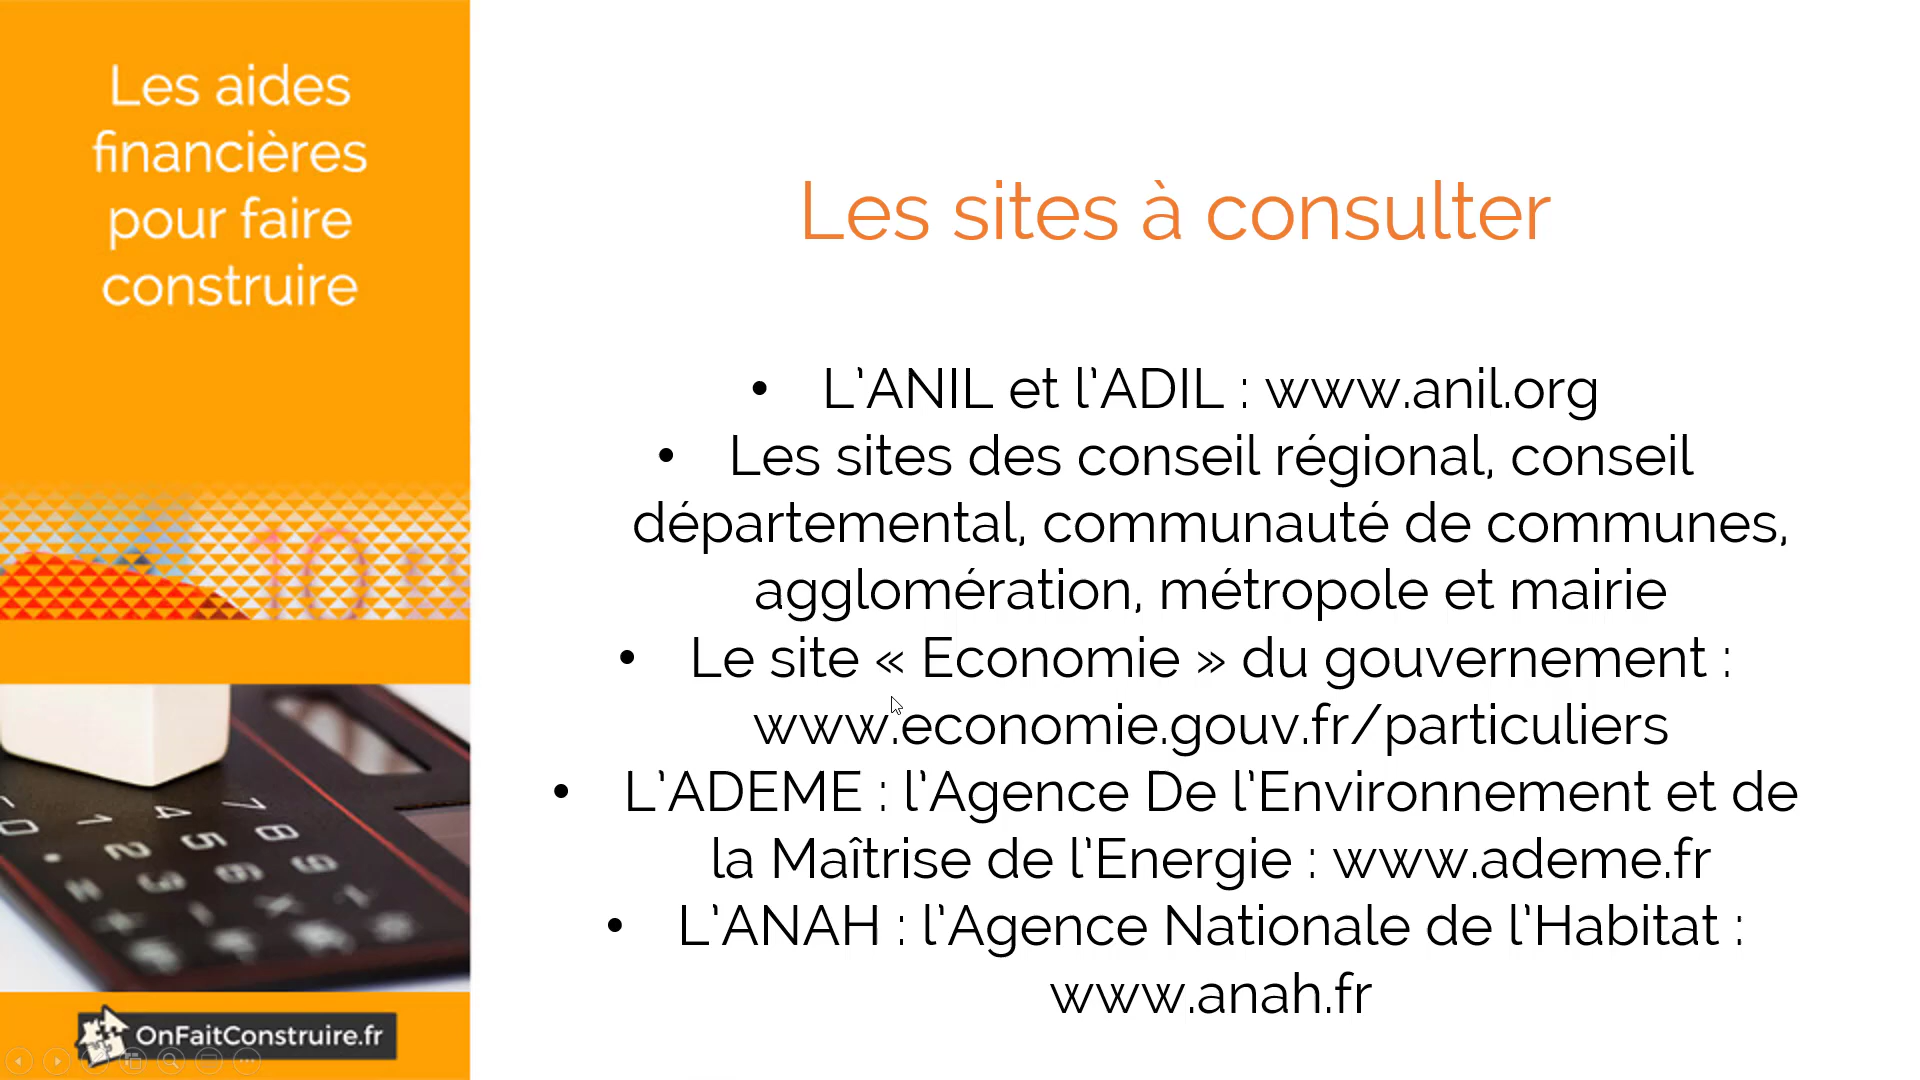 Les aides
financières
pour faire
construire
Les sites à consulter
• L'ANIL et l'ADIL : www.anil.org
• Les sites des conseil régional, conseil
départemental, communauté de communes,
agglomération, métropole et mairie
• Le site « Economie » du gouvernement :
www.economie.gouv.fr/particuliers
• L'ADEME : l'Agence De l'Environnement et de
la Maîtrise de l'Energie : www.ademe.fr
• L'ANAH : l'Agence Nationale de l'Habitat :
www.anah.fr
10
OnFaitConstruire.fr